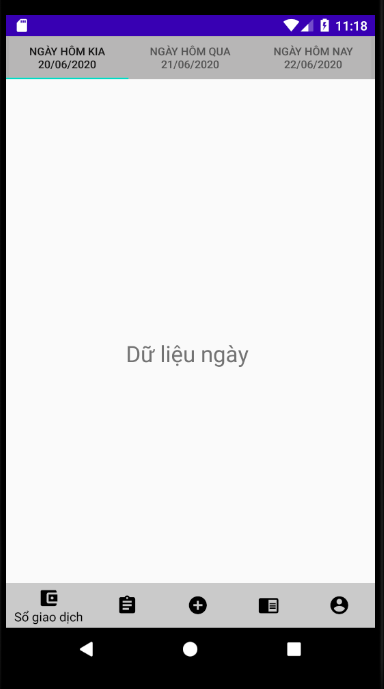 11:18
NGÀY HÔM KIA
20/06/2020
NGÀY HÔM QUA
21/06/2020
NGÀY HÔM NAY
22/06/2020
Dữ liệu ngày
Sổ giao dịch